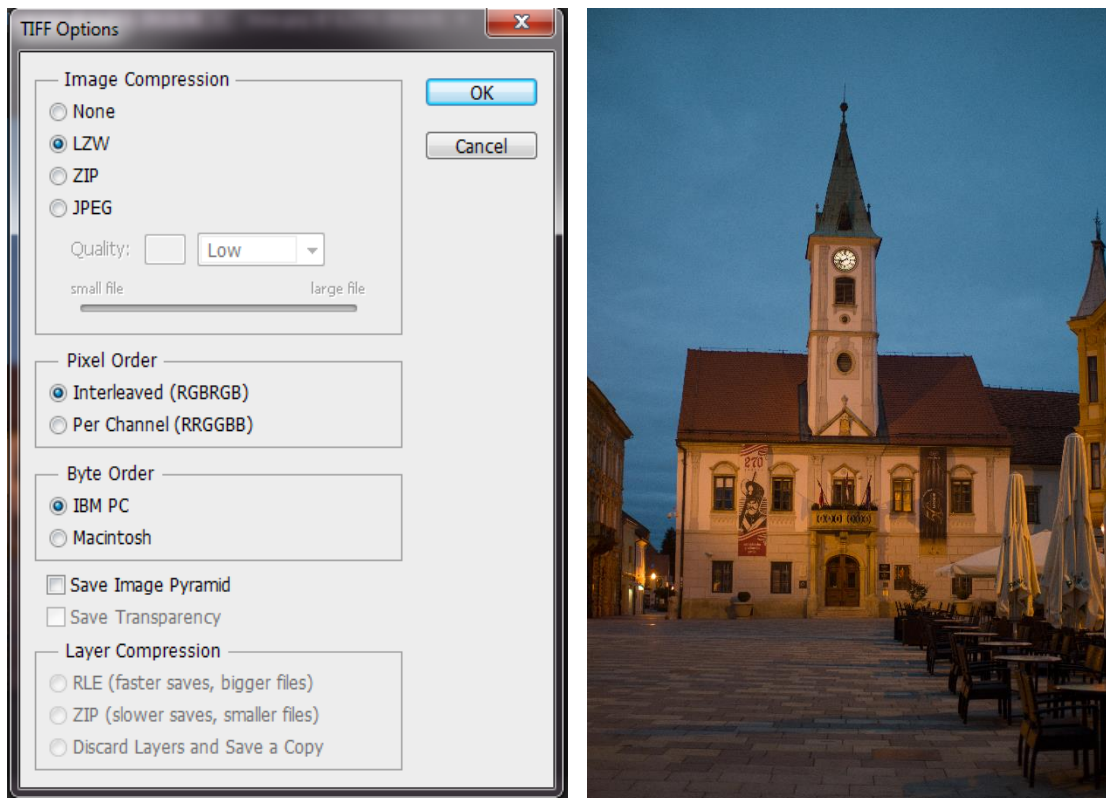 TIFF Options
Image Compression
None
LZW
ZIP
JPEG
Quality:
Low
small file
large file
Pixel Order
Interleaved (RGBRGB)
Per Channel (RRGGBB)
Byte Order
IBM PC
Macintosh
Save Image Pyramid
Save Transparency
Layer Compression
RLE (faster saves, bigger files)
ZIP (slower saves, smaller files)
Discard Layers and Save a Copy
OK
Cancel
270